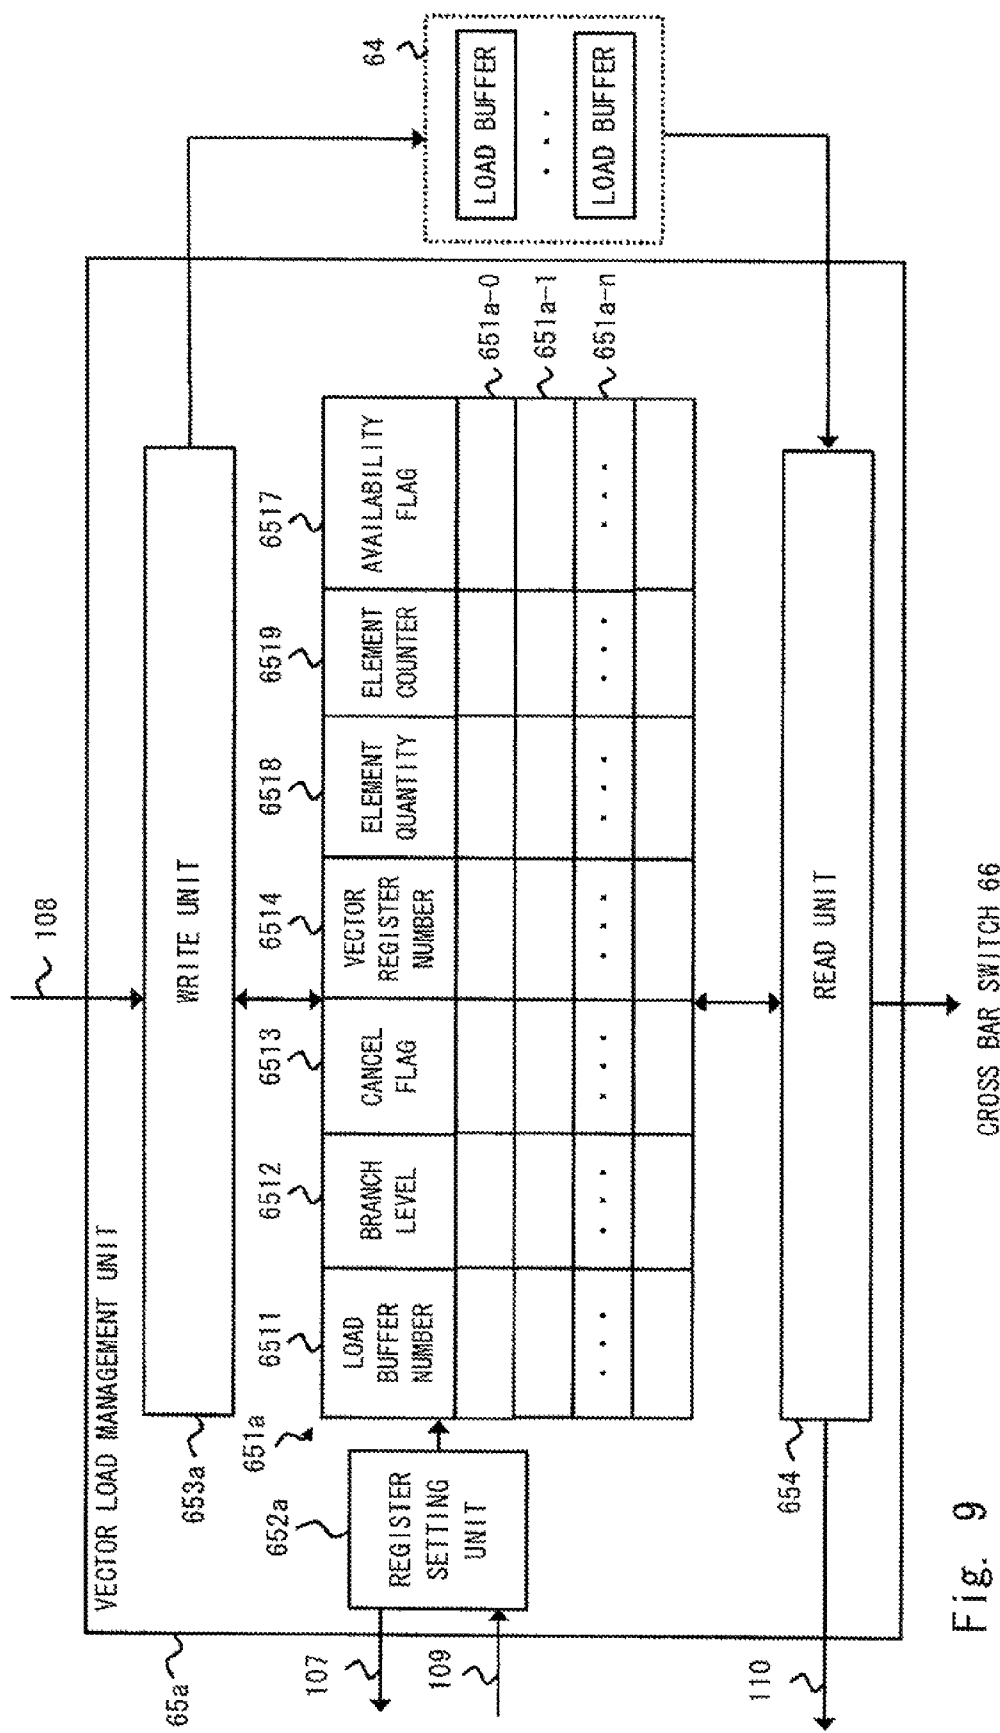 VECTOR LOAD MANAGEMENT UNIT
65a
108
653a
WRITE UNIT
64
LOAD BUFFER
LOAD BUFFER
107
109
652a
REGISTER
SETTING
UNIT
651a
6511
6512
6513
6514
6518
6519
6517
LOAD
BUFFER
NUMBER
BRANCH
LEVEL
CANCEL
FLAG
VECTOR
REGISTER
NUMBER
ELEMENT
QUANTITY
ELEMENT
COUNTER
AVAILABILITY
FLAG
651a-0
651a-1
651a-n
654
READ UNIT
110
CROSS BAR SWITCH 66
Fig. 9